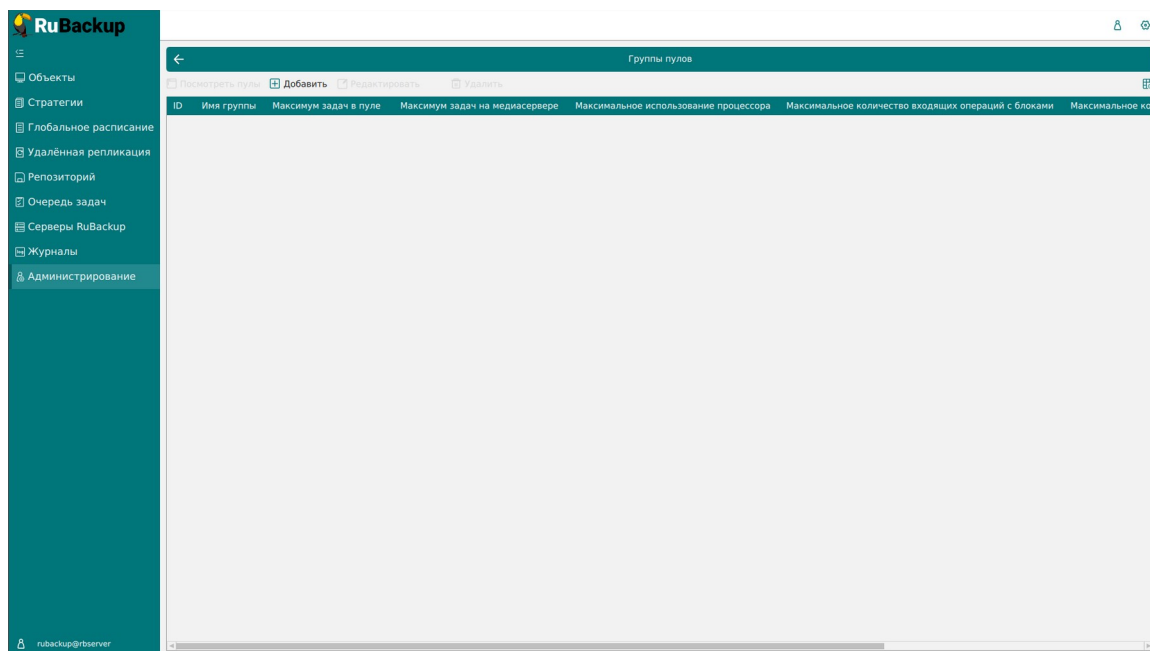 RuBackup
Группы пулов
Объекты
Стратегии
Глобальное расписание
Удалённая репликация
Репозиторий
Очередь задач
Серверы RuBackup
Журналы
Администрирование
Посмотреть пулы Добавить Редактировать Удалить
ID Имя группы Максимум задач в пуле Максимум задач на медиасервере Максимальное использование процессора Максимальное количество входящих операций с блоками Максимальное ко
rubackup@rbserver